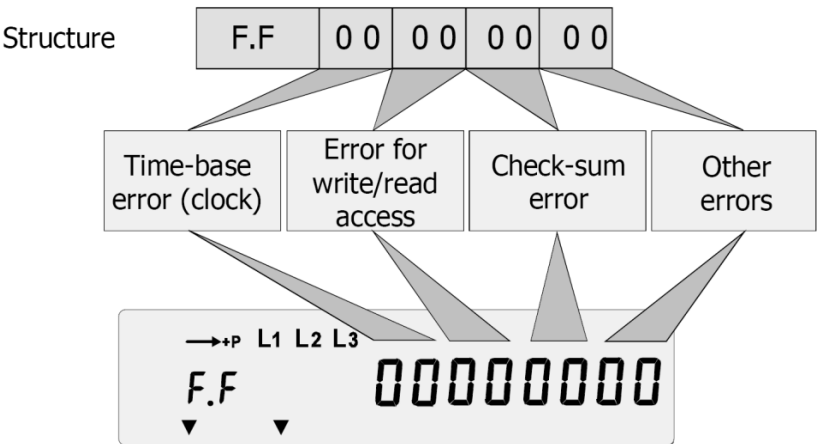 Structure F.F 0 0 0 0 0 0 0 0
Time-base
error (clock)
Error for
write/read
access
Check-sum
error
Other
errors
+P L1 L2 L3
F.F 00000000